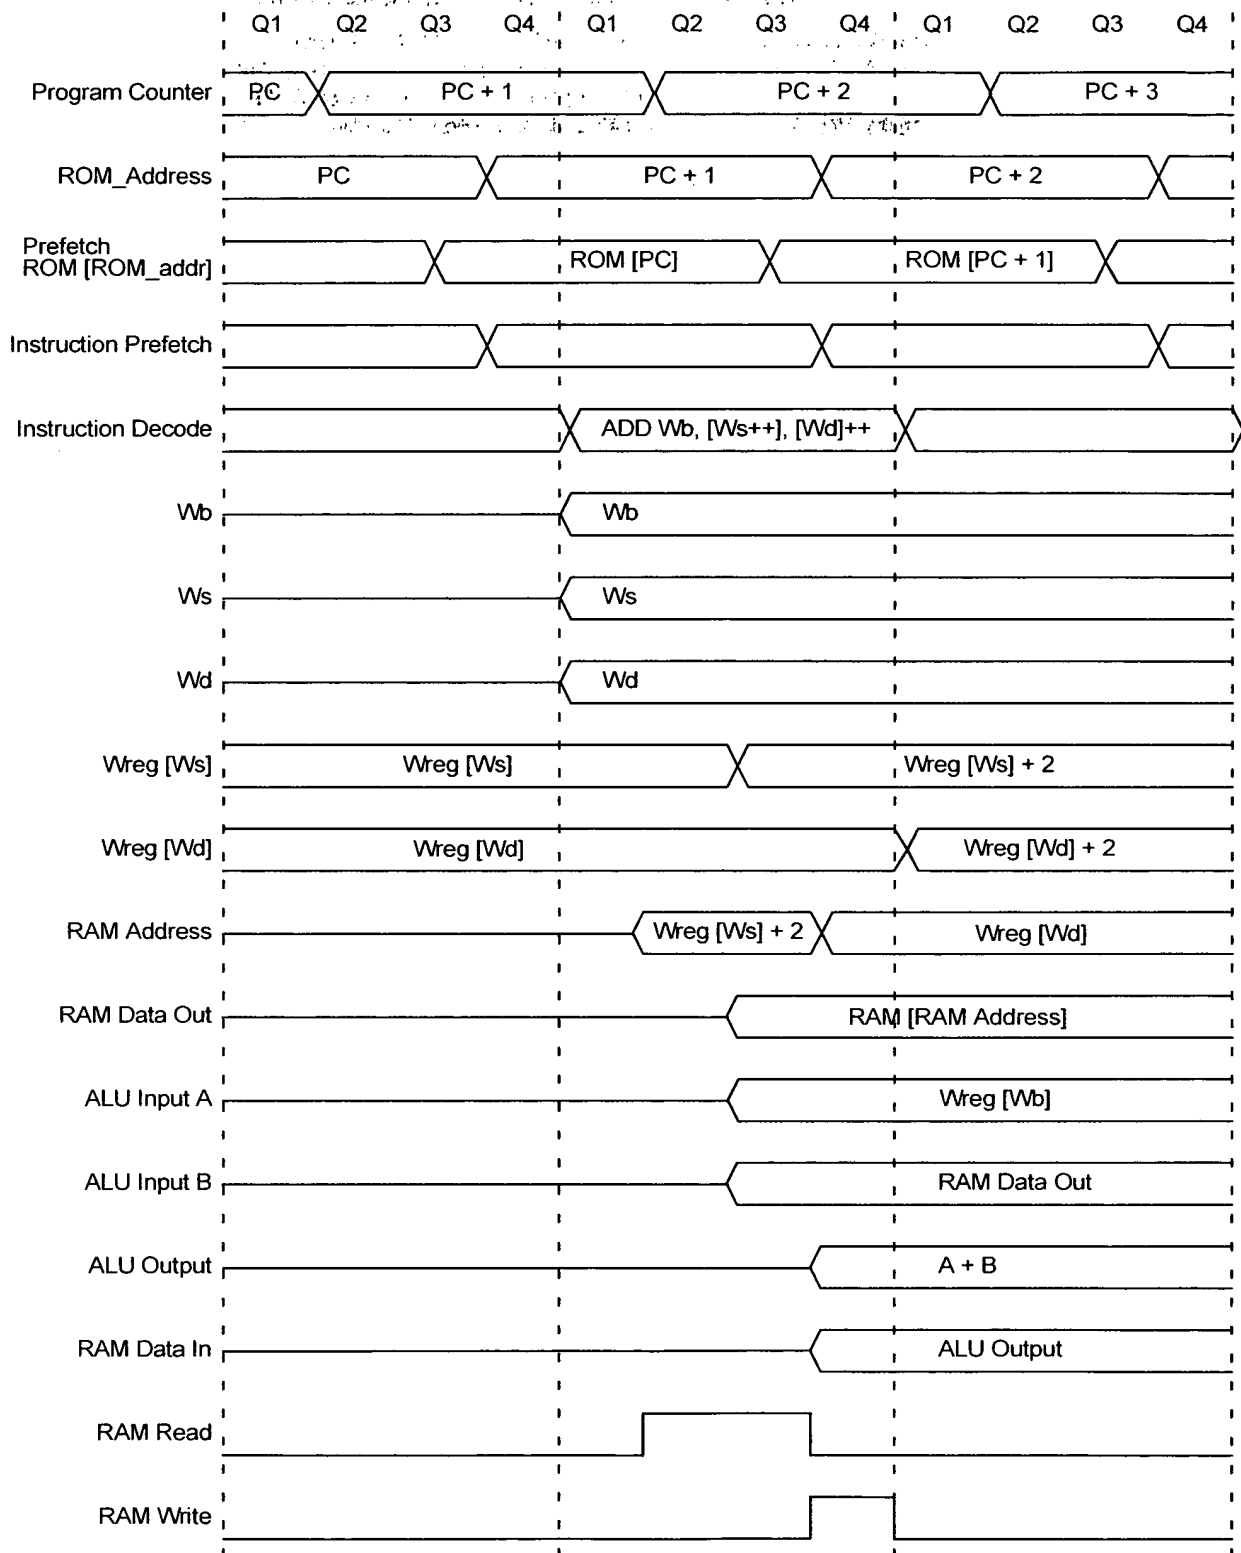 Q1 Q2 Q3 Q4 Q1 Q2 Q3 Q4 Q1 Q2 Q3 Q4
Program Counter PC PC + 1 PC + 2 PC + 3
ROM_Address PC PC + 1 PC + 2
Prefetch
ROM [ROM_addr] ROM [PC] ROM [PC + 1]
Instruction Prefetch
Instruction Decode ADD Wb, [Ws++], [Wd]++
Wb Wb
Ws Ws
Wd Wd
Wreg [Ws] Wreg [Ws] Wreg [Ws] + 2
Wreg [Wd] Wreg [Wd] Wreg [Wd] + 2
RAM Address Wreg [Ws] + 2 Wreg [Wd]
RAM Data Out RAM [RAM Address]
ALU Input A Wreg [Wb]
ALU Input B RAM Data Out
ALU Output A + B
RAM Data In ALU Output
RAM Read
RAM Write